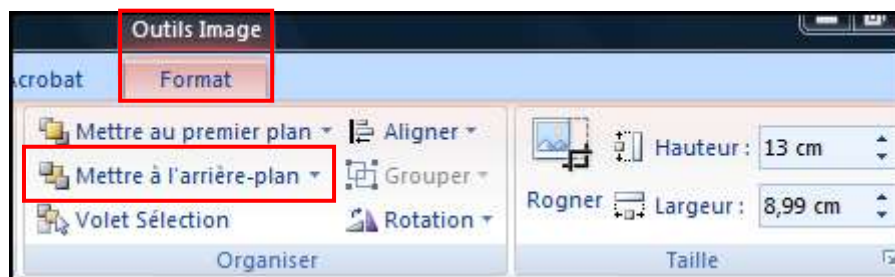 Outils Image
Acrobat Format
Mettre au premier plan Aligner
Mettre à l'arrière-plan Grouper
Volet Sélection Rotation
Organiser
Rogner
Hauteur : 13 cm
Largeur : 8,99 cm
Taille